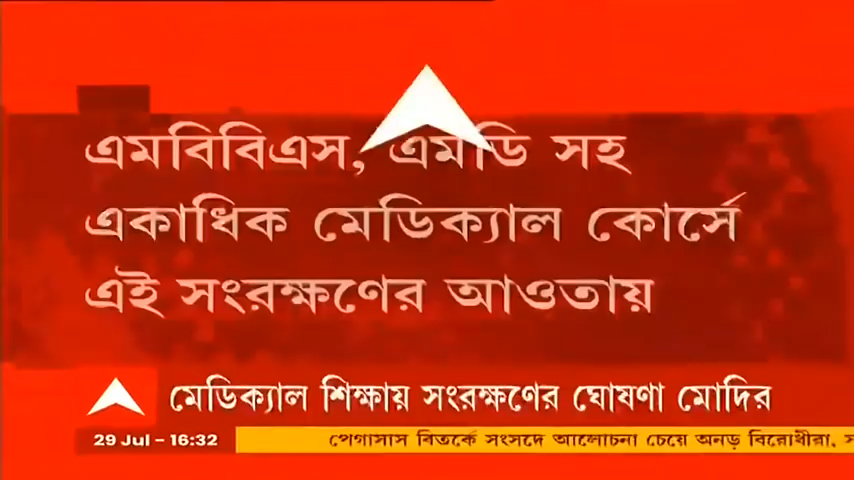 এমবিবিএস, এমডি সহ
একাধিক মেডিক্যাল কোর্সে
এই সংরক্ষণের আওতায়
মেডিক্যাল শিক্ষায় সংরক্ষণের ঘোষণা মোদির
29 Jul - 16:32
পেগাসাস বিতর্কে সংসদে আলোচনা চেয়ে অনড় বিরোধীরা,